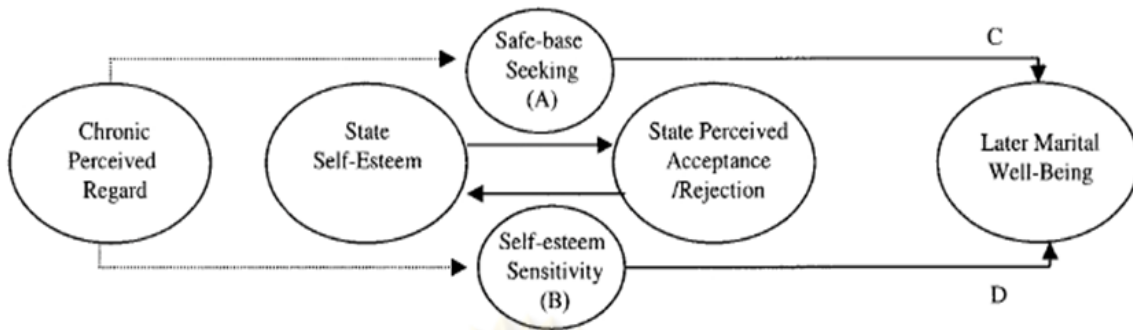 Safe-base
Seeking
(A)
C
Chronic
Perceived
Regard
State
Self-Esteem
State Perceived
Acceptance
/Rejection
Later Marital
Well-Being
Self-esteem
Sensitivity
(B)
D